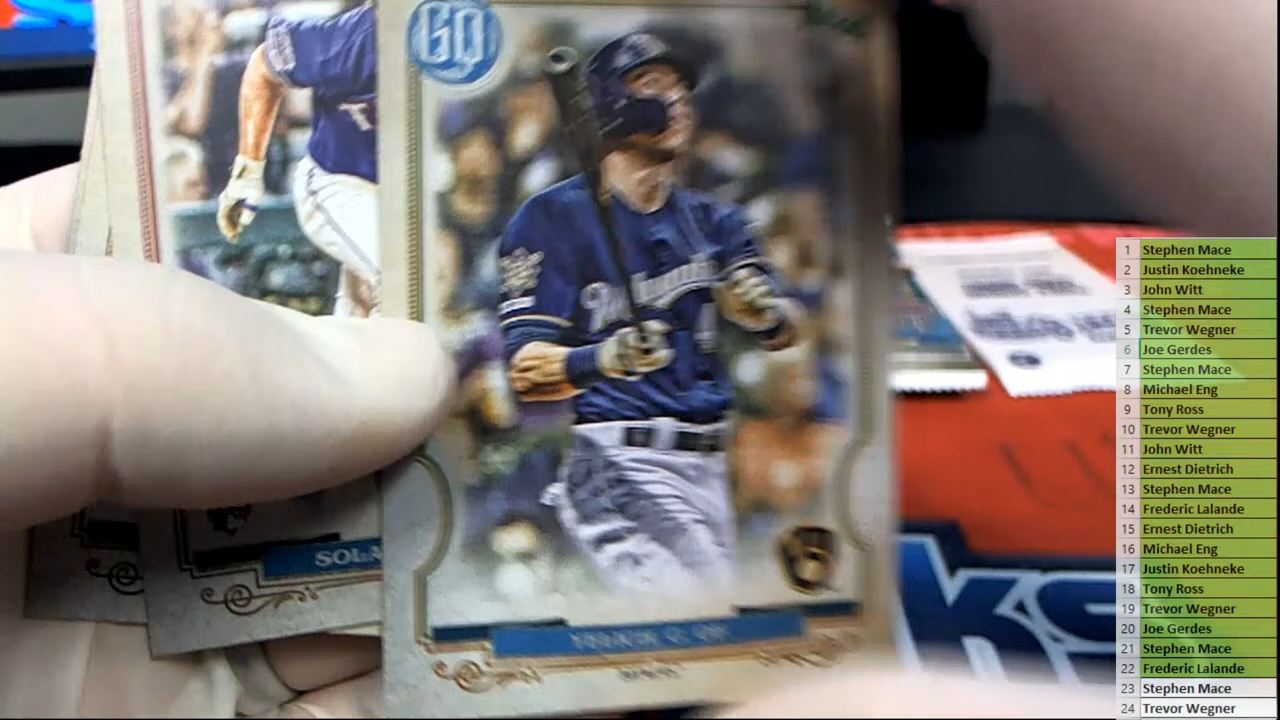 GQ
SOLA
1 Stephen Mace
2 Justin Koehneke
3 John Witt
4 Stephen Mace
5 Trevor Wegner
6 Joe Gerdes
7 Stephen Mace
8 Michael Eng
9 Tony Ross
10 Trevor Wegner
11 John Witt
12 Ernest Dietrich
13 Stephen Mace
14 Frederic Lalande
15 Ernest Dietrich
16 Michael Eng
17 Justin Koehneke
18 Tony Ross
19 Trevor Wegner
20 Joe Gerdes
21 Stephen Mace
22 Frederic Lalande
23 Stephen Mace
24 Trevor Wegner